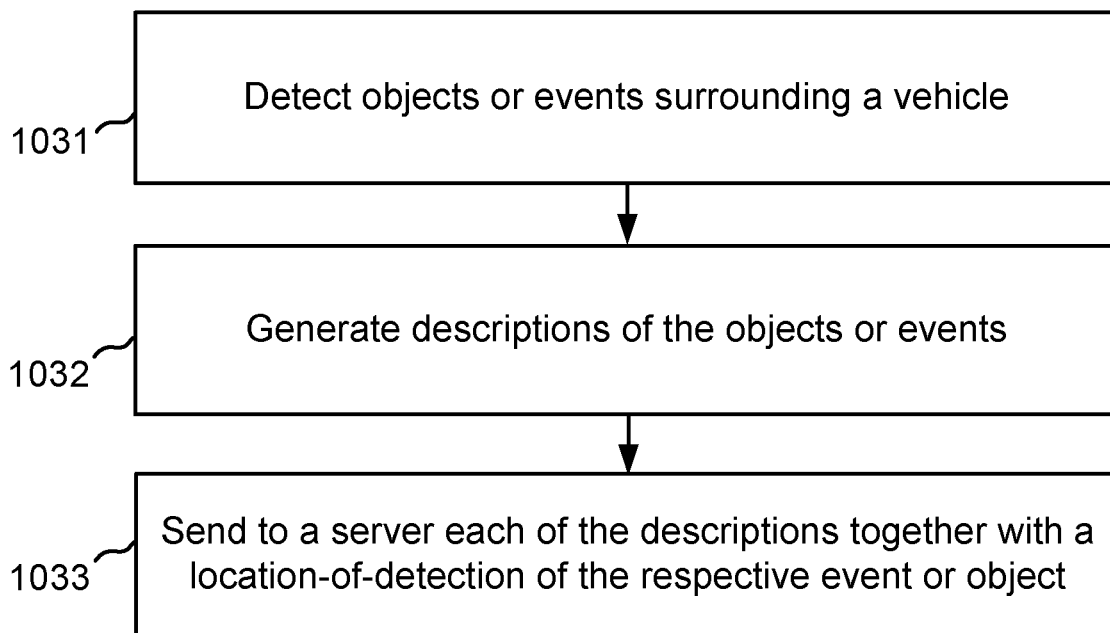 Detect objects or events surrounding a vehicle
1031
Generate descriptions of the objects or events
1032
Send to a server each of the descriptions together with a
location-of-detection of the respective event or object
1033